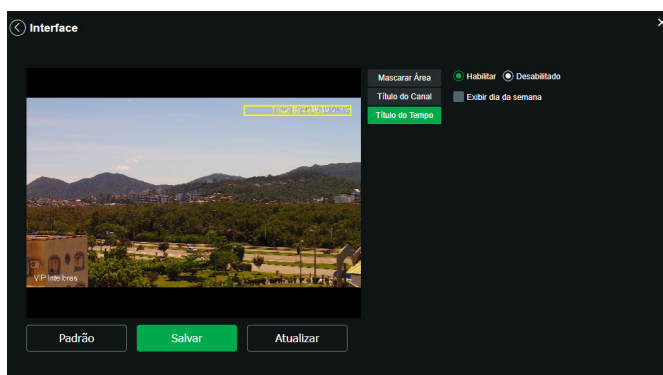 Interface
Mascarar Área
Habilitar
Desabilitado
Título do Canal
Exibir dia da semana
Título do Tempo
VIP Intelbras
Padrão
Salvar
Atualizar